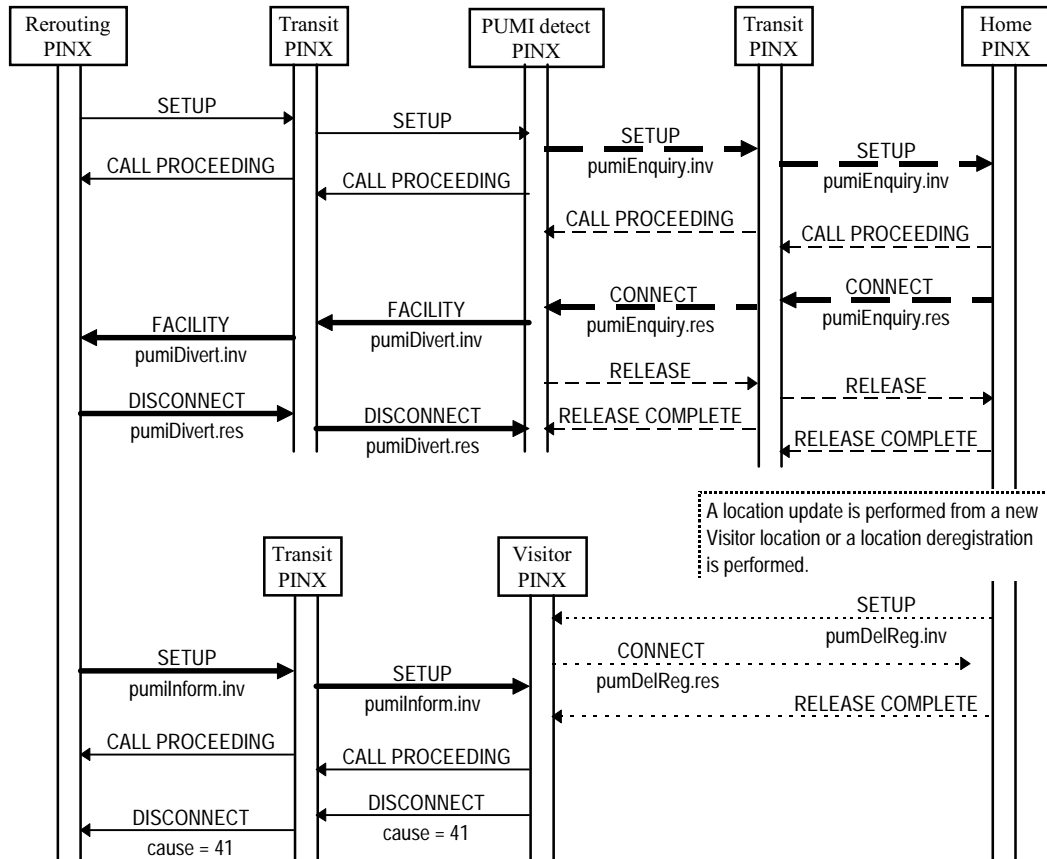 Rerouting
PINX
Transit
PINX
PUMI detect
PINX
Transit
PINX
Home
PINX
SETUP
SETUP
SETUP
pumiEnquiry.inv
SETUP
pumiEnquiry.inv
CALL PROCEEDING
CALL PROCEEDING
CALL PROCEEDING
CALL PROCEEDING
CONNECT
pumiEnquiry.res
CONNECT
pumiEnquiry.res
FACILITY
pumiDivert.inv
FACILITY
pumiDivert.inv
RELEASE
RELEASE
DISCONNECT
pumiDivert.res
DISCONNECT
pumiDivert.res
RELEASE COMPLETE
RELEASE COMPLETE
A location update is performed from a new
Visitor location or a location deregistration
is performed.
Transit
PINX
Visitor
PINX
SETUP
pumDelReg.inv
CONNECT
pumDelReg.res
SETUP
pumiInform.inv
SETUP
pumiInform.inv
RELEASE COMPLETE
CALL PROCEEDING
CALL PROCEEDING
DISCONNECT
cause = 41
DISCONNECT
cause = 41